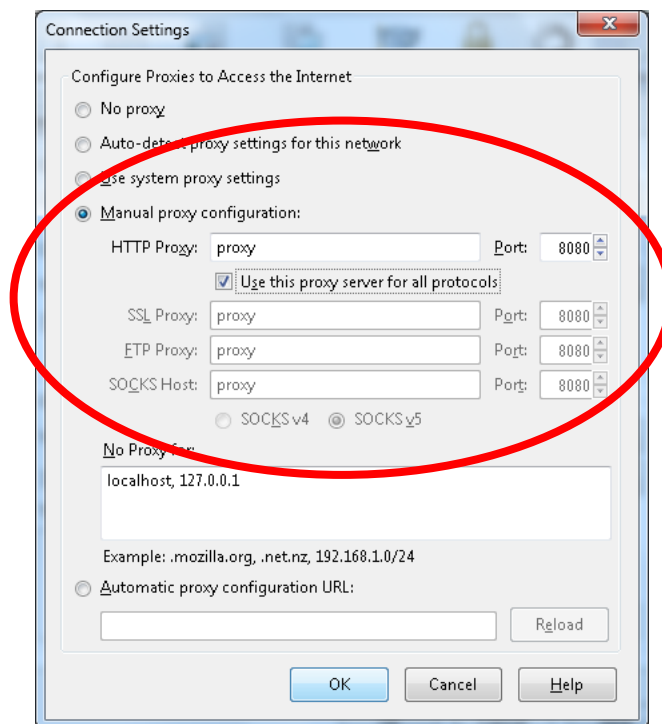 Connection Settings
Configure Proxies to Access the Internet
No proxy
Auto-detect proxy settings for this network
Use system proxy settings
Manual proxy configuration:
HTTP Proxy: proxy Port: 8080
Use this proxy server for all protocols
SSL Proxy: proxy Port: 8080
FTP Proxy: proxy Port: 8080
SOCKS Host: proxy Port: 8080
SOCKS v4 SOCKS v5
No Proxy for:
localhost, 127.0.0.1
Example: .mozilla.org, .net.nz, 192.168.1.0/24
Automatic proxy configuration URL:
Reload
OK Cancel Help